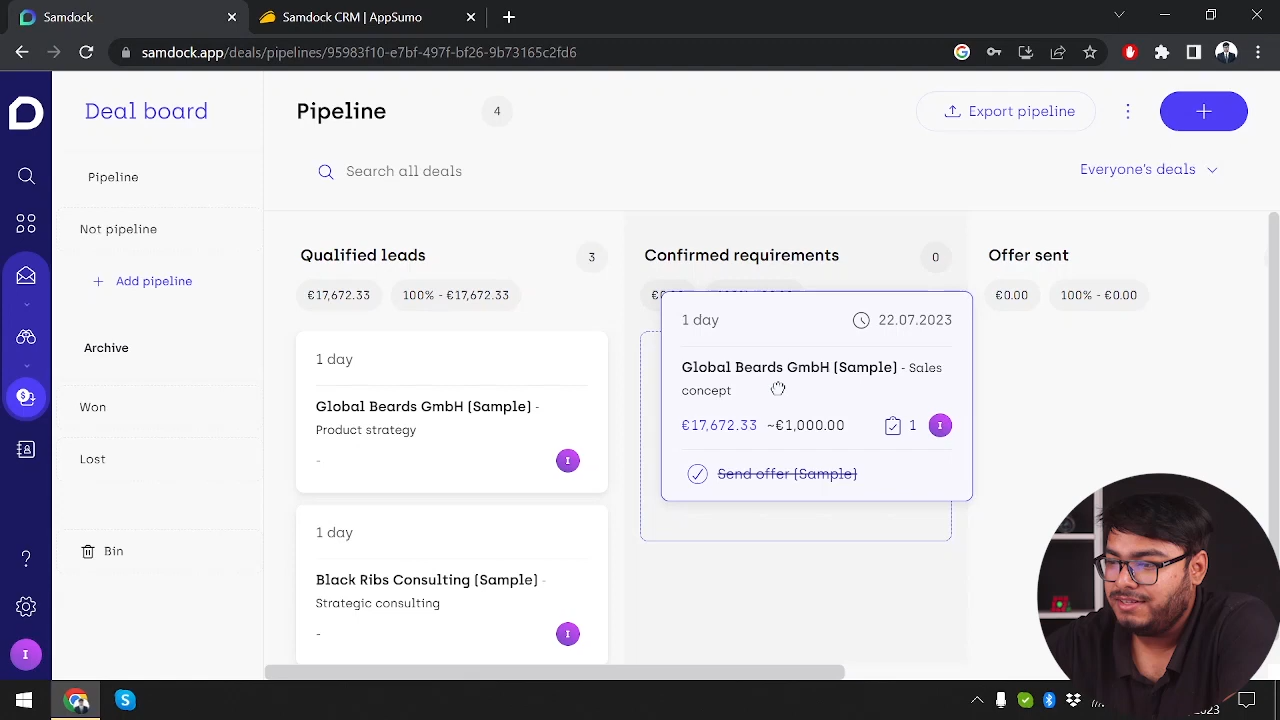 Samdock
Samdock CRM | AppSumo
samdock.app/deals/pipelines/95983f10-e7bf-497f-bf26-9b73165c2fd6
Deal board
Pipeline
4
Export pipeline
Search all deals
Everyone's deals
Pipeline
Not pipeline
Add pipeline
Archive
Won
Lost
Bin
Qualified leads
3
€17,672.33
100% - €17,672.33
1 day
Global Beards GmbH (Sample) -
Product strategy
-
I
1 day
Black Ribs Consulting (Sample) -
Strategic consulting
-
I
Confirmed requirements
0
1 day
22.07.2023
Global Beards GmbH (Sample) - Sales
concept
€17,672.33
~€1,000.00
1
I
Send offer (Sample)
Offer sent
€0.00
100% - €0.00
I